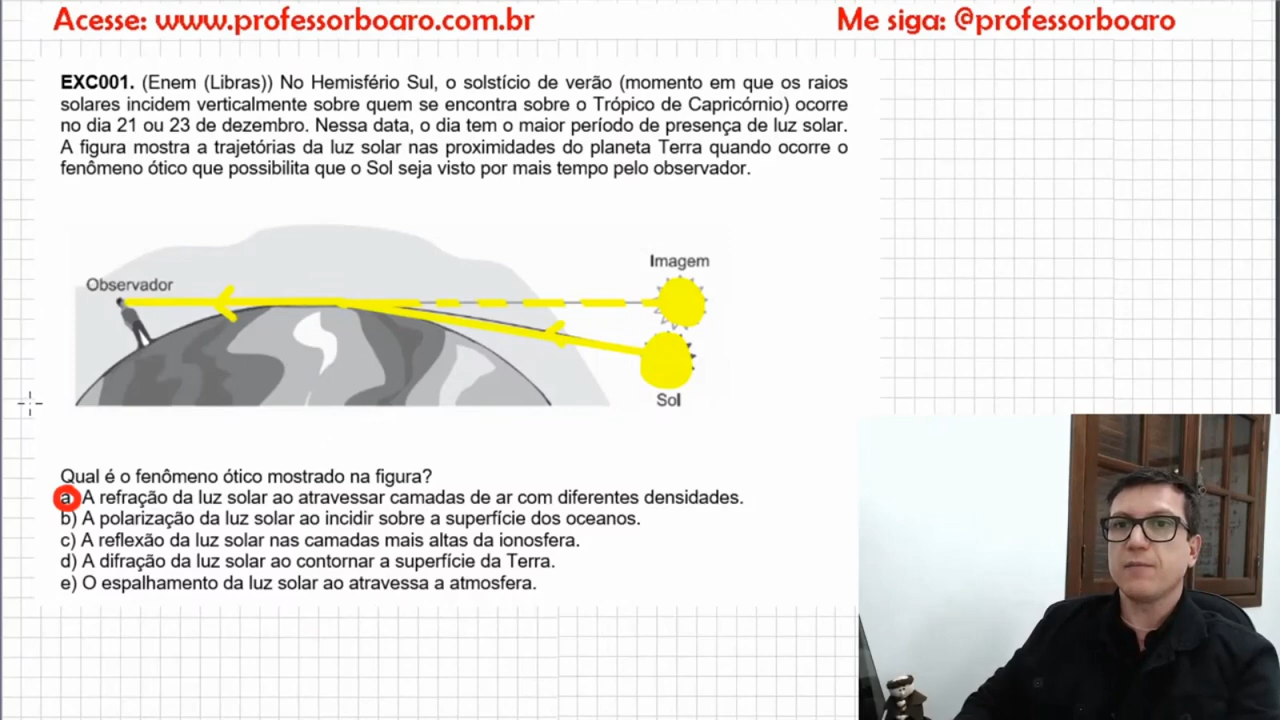 Acesse: www.professorboaro.com.br
Me siga: @professorboaro
EXC001. (Enem (Libras)) No Hemisfério Sul, o solstício de verão (momento em que os raios
solares incidem verticalmente sobre quem se encontra sobre o Trópico de Capricórnio) ocorre
no dia 21 ou 23 de dezembro. Nessa data, o dia tem o maior período de presença de luz solar.
A figura mostra a trajetórias da luz solar nas proximidades do planeta Terra quando ocorre o
fenômeno ótico que possibilita que o Sol seja visto por mais tempo pelo observador.
Imagem
Observador
Sol
Qual é o fenômeno ótico mostrado na figura?
a) A refração da luz solar ao atravessar camadas de ar com diferentes densidades.
b) A polarização da luz solar ao incidir sobre a superfície dos oceanos.
c) A reflexão da luz solar nas camadas mais altas da ionosfera.
d) A difração da luz solar ao contornar a superfície da Terra.
e) O espalhamento da luz solar ao atravessa a atmosfera.